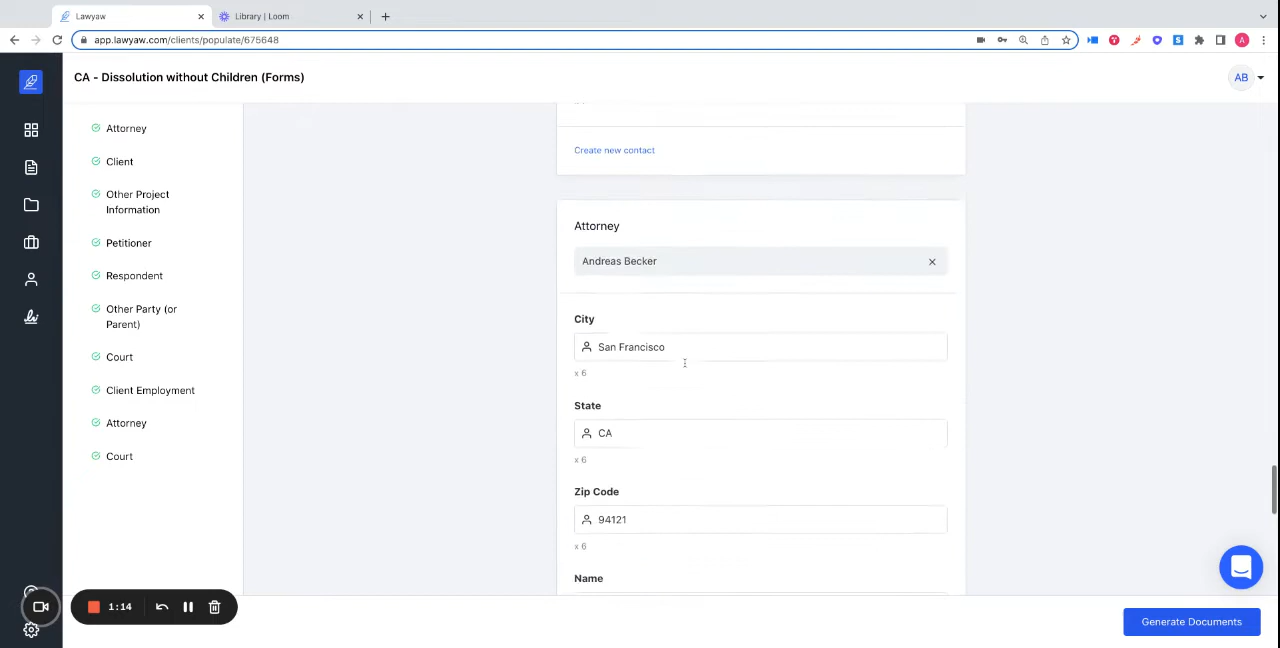 Lawyaw
Library | Loom
app.lawyaw.com/clients/populate/675648
A
CA - Dissolution without Children (Forms)
AB
Attorney
Client
Other Project
Information
Petitioner
Respondent
Other Party (or
Parent)
Court
Client Employment
Attorney
Court
Create new contact
Attorney
Andreas Becker
City
San Francisco
x 6
State
CA
x 6
Zip Code
94121
x 6
Name
1:14
Generate Documents